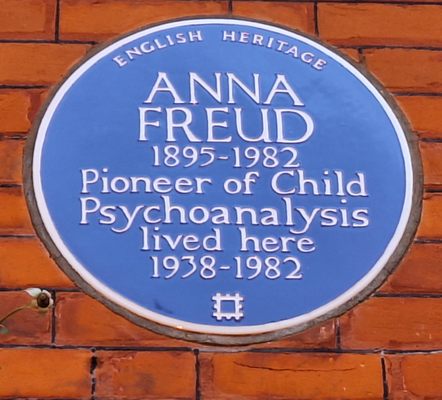 ENGLISH HERITAGE
ANNA
FREUD
1895-1982
Pioneer of Child
Psychoanalysis
lived here
1938-1982